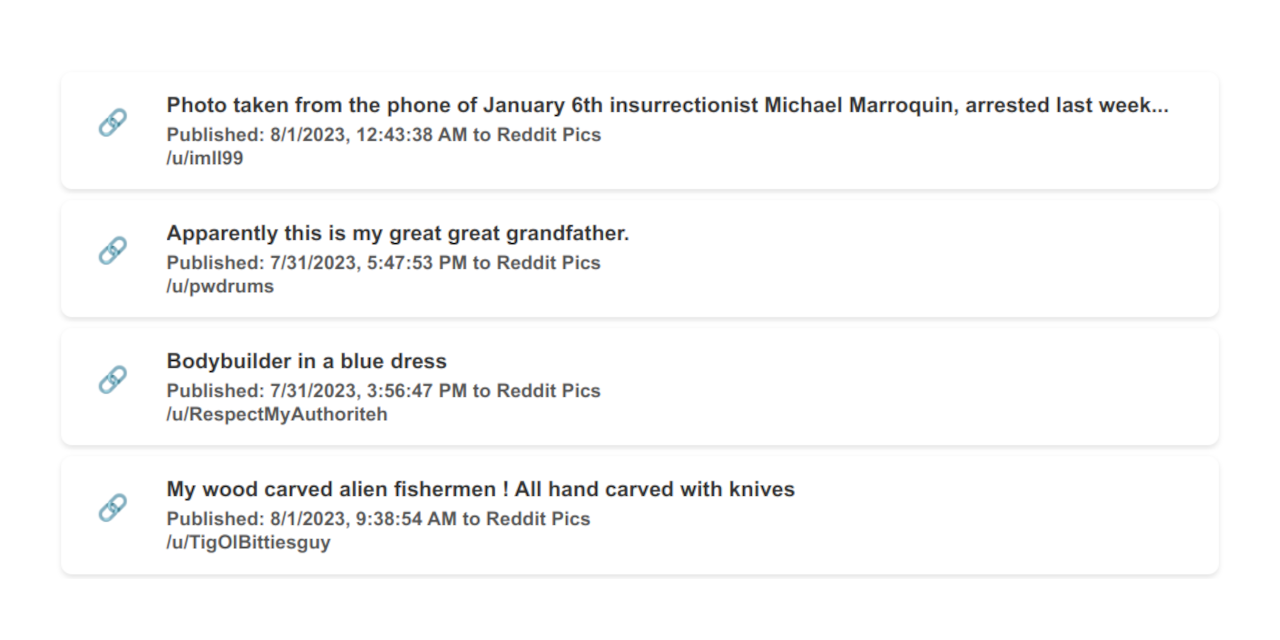 Photo taken from the phone of January 6th insurrectionist Michael Marroquin, arrested last week...
Published: 8/1/2023, 12:43:38 AM to Reddit Pics
/u/imll99
Apparently this is my great great grandfather.
Published: 7/31/2023, 5:47:53 PM to Reddit Pics
/u/pwdrums
Bodybuilder in a blue dress
Published: 7/31/2023, 3:56:47 PM to Reddit Pics
/u/RespectMyAuthoriteh
My wood carved alien fishermen ! All hand carved with knives
Published: 8/1/2023, 9:38:54 AM to Reddit Pics
/u/TigOlBittiesguy